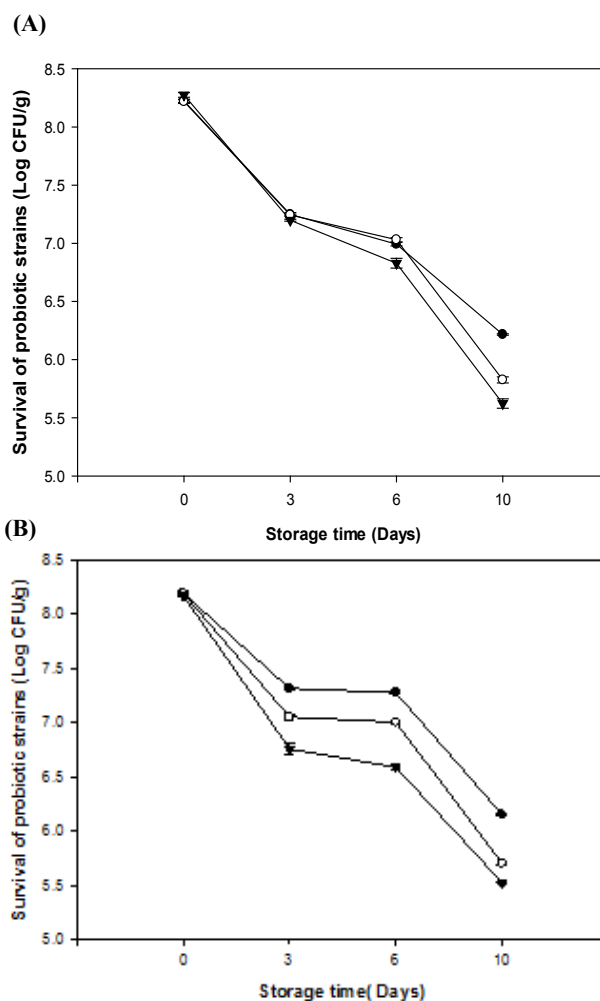 (A)
Survival of probiotic strains (Log CFU/g)
8.5
8.0
7.5
7.0
6.5
6.0
5.5
5.0
0 3 6 10
Storage time (Days)
(B)
Survival of probiotic strains (Log CFU/g)
8.5
8.0
7.5
7.0
6.5
6.0
5.5
5.0
0 3 6 10
Storage time( Days)